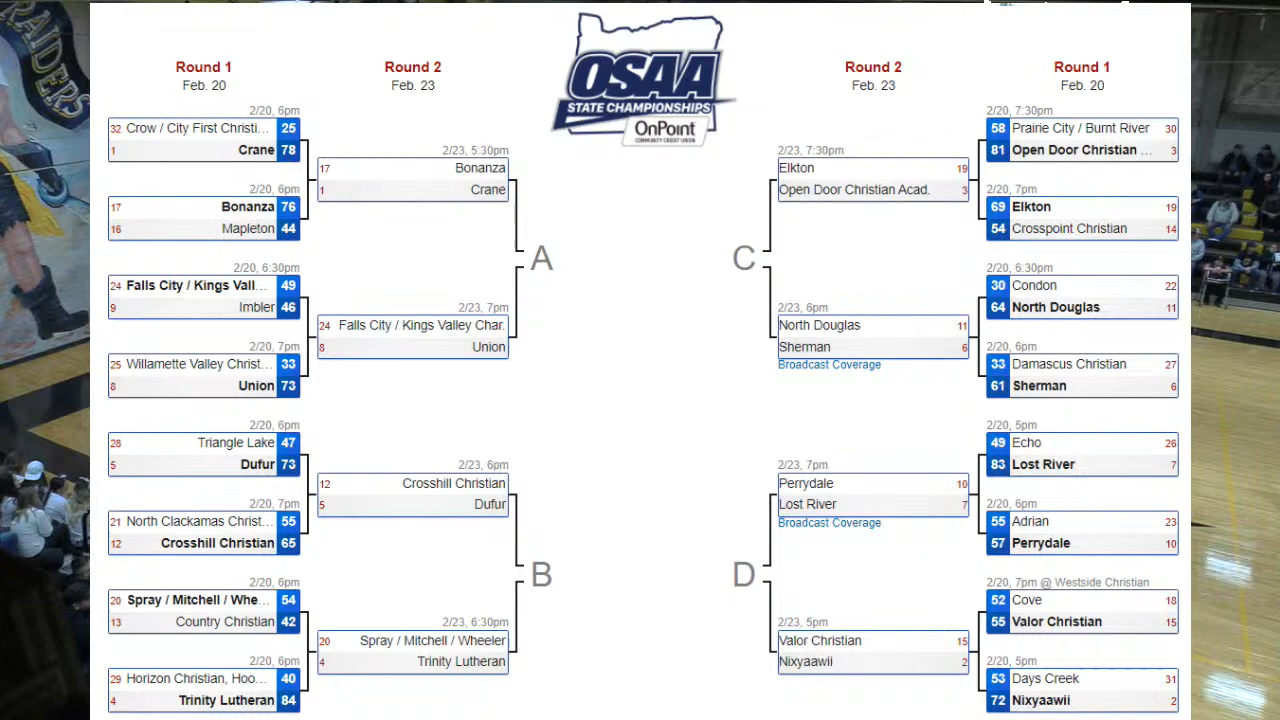 RAIDERS
OSAA
STATE CHAMPIONSHIPS
OnPoint
COMMUNITY CREDIT UNION
Round 1
Feb. 20
2/20, 6pm
32 Crow / City First Christi... 25
1 Crane 78
2/20, 6pm
17 Bonanza 76
16 Mapleton 44
2/20, 6:30pm
24 Falls City / Kings Vall... 49
9 Imbler 46
2/20, 7pm
25 Willamette Valley Christ... 33
8 Union 73
2/20, 6pm
28 Triangle Lake 47
5 Dufur 73
2/20, 7pm
21 North Clackamas Christ... 55
12 Crosshill Christian 65
2/20, 6pm
20 Spray / Mitchell / Whe... 54
13 Country Christian 42
2/20, 6pm
29 Horizon Christian, Hoo... 40
4 Trinity Lutheran 84
Round 2
Feb. 23
2/23, 5:30pm
17 Bonanza
1 Crane
2/23, 7pm
24 Falls City / Kings Valley Char.
8 Union
2/23, 6pm
12 Crosshill Christian
5 Dufur
2/23, 6:30pm
20 Spray / Mitchell / Wheeler
4 Trinity Lutheran
A
B
C
D
Round 2
Feb. 23
2/23, 7:30pm
Elkton 19
Open Door Christian Acad. 3
2/23, 6pm
North Douglas 11
Sherman 6
Broadcast Coverage
2/23, 7pm
Perrydale 10
Lost River 7
Broadcast Coverage
2/23, 5pm
Valor Christian 15
Nixyaawii 2
Round 1
Feb. 20
2/20, 7:30pm
58 Prairie City / Burnt River 30
81 Open Door Christian ... 3
2/20, 7pm
69 Elkton 19
54 Crosspoint Christian 14
2/20, 6:30pm
30 Condon 22
64 North Douglas 11
2/20, 6pm
33 Damascus Christian 27
61 Sherman 6
2/20, 5pm
49 Echo 26
83 Lost River 7
2/20, 6pm
55 Adrian 23
57 Perrydale 10
2/20, 7pm @ Westside Christian
52 Cove 18
55 Valor Christian 15
2/20, 5pm
53 Days Creek 31
72 Nixyaawii 2